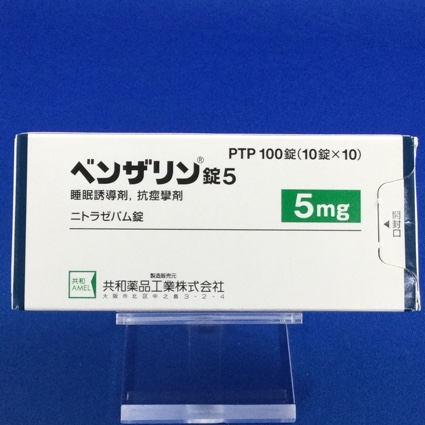 PTP 100錠(10錠×10)
ベンザリン®錠5
睡眠誘導剤, 抗痙攣剤
5mg
ニトラゼパム錠
開封口
共和
AMEL
製造販売元
共和薬品工業株式会社
大阪市北区中之島3-2-4